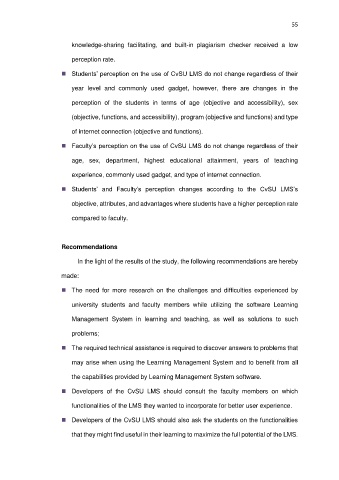 55
knowledge-sharing facilitating, and built-in plagiarism checker received a low
perception rate.
■ Students' perception on the use of CvSU LMS do not change regardless of their
year level and commonly used gadget, however, there are changes in the
perception of the students in terms of age (objective and accessibility), sex
(objective, functions, and accessibility), program (objective and functions) and type
of internet connection (objective and functions).
■ Faculty's perception on the use of CvSU LMS do not change regardless of their
age, sex, department, highest educational attainment, years of teaching
experience, commonly used gadget, and type of internet connection.
■ Students' and Faculty's perception changes according to the CvSU LMS's
objective, attributes, and advantages where students have a higher perception rate
compared to faculty.
Recommendations
In the light of the results of the study, the following recommendations are hereby
made:
■ The need for more research on the challenges and difficulties experienced by
university students and faculty members while utilizing the software Learning
Management System in learning and teaching, as well as solutions to such
problems;
■ The required technical assistance is required to discover answers to problems that
may arise when using the Learning Management System and to benefit from all
the capabilities provided by Learning Management System software.
■ Developers of the CvSU LMS should consult the faculty members on which
functionalities of the LMS they wanted to incorporate for better user experience.
■ Developers of the CvSU LMS should also ask the students on the functionalities
that they might find useful in their learning to maximize the full potential of the LMS.